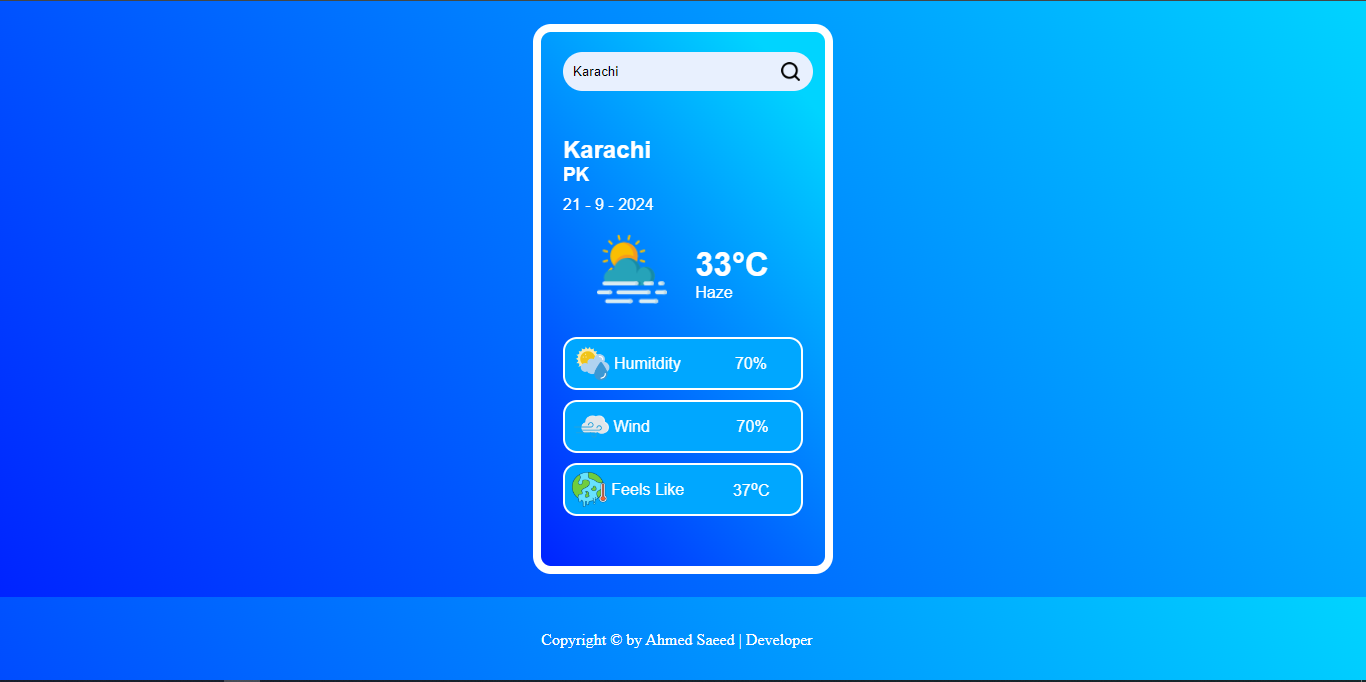 Karachi
Karachi
PK
21 - 9 - 2024
33°C
Haze
Humitdity 70%
Wind 70%
Feels Like 37°C
Copyright © by Ahmed Saeed | Developer